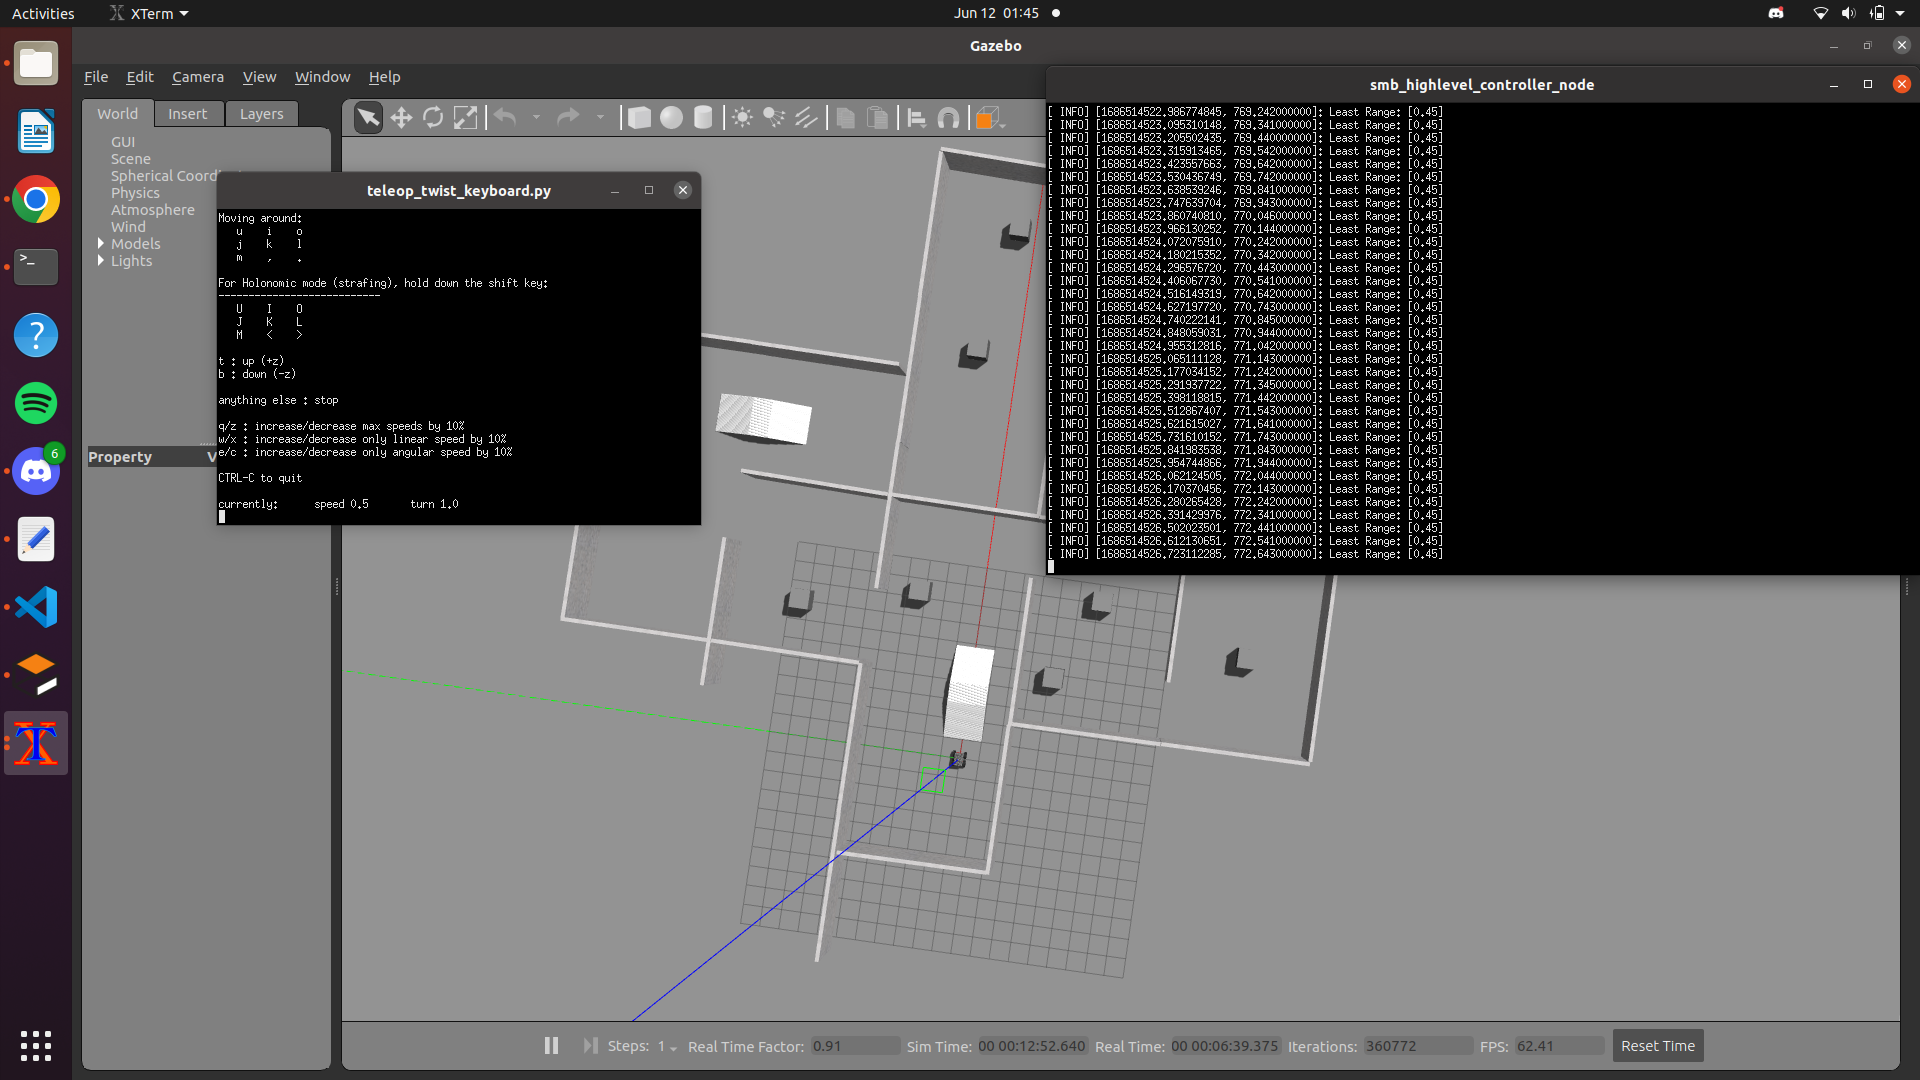 Activities
XTerm
Jun 12 01:45
Gazebo
File Edit Camera View Window Help
World Insert Layers
GUI
Scene
Spherical Coord
Physics
Atmosphere
Wind
Models
Lights
Property
V
6
teleop_twist_keyboard.py
Moving around:
u i o
j k l
m , .
For Holonomic mode (strafing), hold down the shift key:
---------------------------
U I O
J K L
M < >
t : up (+z)
b : down (-z)
anything else : stop
q/z : increase/decrease max speeds by 10%
w/x : increase/decrease only linear speed by 10%
e/c : increase/decrease only angular speed by 10%
CTRL-C to quit
currently: speed 0.5 turn 1.0
smb_highlevel_controller_node
[ INFO] [1686514522.986774845, 769.242000000]: Least Range: [0.45]
[ INFO] [1686514523.095310148, 769.341000000]: Least Range: [0.45]
[ INFO] [1686514523.205502435, 769.440000000]: Least Range: [0.45]
[ INFO] [1686514523.315913465, 769.542000000]: Least Range: [0.45]
[ INFO] [1686514523.423557663, 769.642000000]: Least Range: [0.45]
[ INFO] [1686514523.530436749, 769.742000000]: Least Range: [0.45]
[ INFO] [1686514523.638539246, 769.841000000]: Least Range: [0.45]
[ INFO] [1686514523.747639704, 769.943000000]: Least Range: [0.45]
[ INFO] [1686514523.860740810, 770.046000000]: Least Range: [0.45]
[ INFO] [1686514523.966130252, 770.144000000]: Least Range: [0.45]
[ INFO] [1686514524.072075910, 770.242000000]: Least Range: [0.45]
[ INFO] [1686514524.180215352, 770.342000000]: Least Range: [0.45]
[ INFO] [1686514524.296576720, 770.443000000]: Least Range: [0.45]
[ INFO] [1686514524.406067730, 770.541000000]: Least Range: [0.45]
[ INFO] [1686514524.516149319, 770.642000000]: Least Range: [0.45]
[ INFO] [1686514524.627197720, 770.743000000]: Least Range: [0.45]
[ INFO] [1686514524.740222141, 770.845000000]: Least Range: [0.45]
[ INFO] [1686514524.848059031, 770.944000000]: Least Range: [0.45]
[ INFO] [1686514524.955312816, 771.042000000]: Least Range: [0.45]
[ INFO] [1686514525.065111128, 771.143000000]: Least Range: [0.45]
[ INFO] [1686514525.177034152, 771.242000000]: Least Range: [0.45]
[ INFO] [1686514525.291937722, 771.345000000]: Least Range: [0.45]
[ INFO] [1686514525.398118815, 771.442000000]: Least Range: [0.45]
[ INFO] [1686514525.512867407, 771.543000000]: Least Range: [0.45]
[ INFO] [1686514525.621615027, 771.641000000]: Least Range: [0.45]
[ INFO] [1686514525.731610152, 771.743000000]: Least Range: [0.45]
[ INFO] [1686514525.841983538, 771.843000000]: Least Range: [0.45]
[ INFO] [1686514525.954744866, 771.944000000]: Least Range: [0.45]
[ INFO] [1686514526.062124505, 772.044000000]: Least Range: [0.45]
[ INFO] [1686514526.170370456, 772.143000000]: Least Range: [0.45]
[ INFO] [1686514526.280265428, 772.242000000]: Least Range: [0.45]
[ INFO] [1686514526.391429976, 772.341000000]: Least Range: [0.45]
[ INFO] [1686514526.502023501, 772.441000000]: Least Range: [0.45]
[ INFO] [1686514526.612130651, 772.541000000]: Least Range: [0.45]
[ INFO] [1686514526.723112285, 772.643000000]: Least Range: [0.45]
Steps: 1 Real Time Factor: 0.91 Sim Time: 00 00:12:52.640 Real Time: 00 00:06:39.375 Iterations: 360772 FPS: 62.41 Reset Time